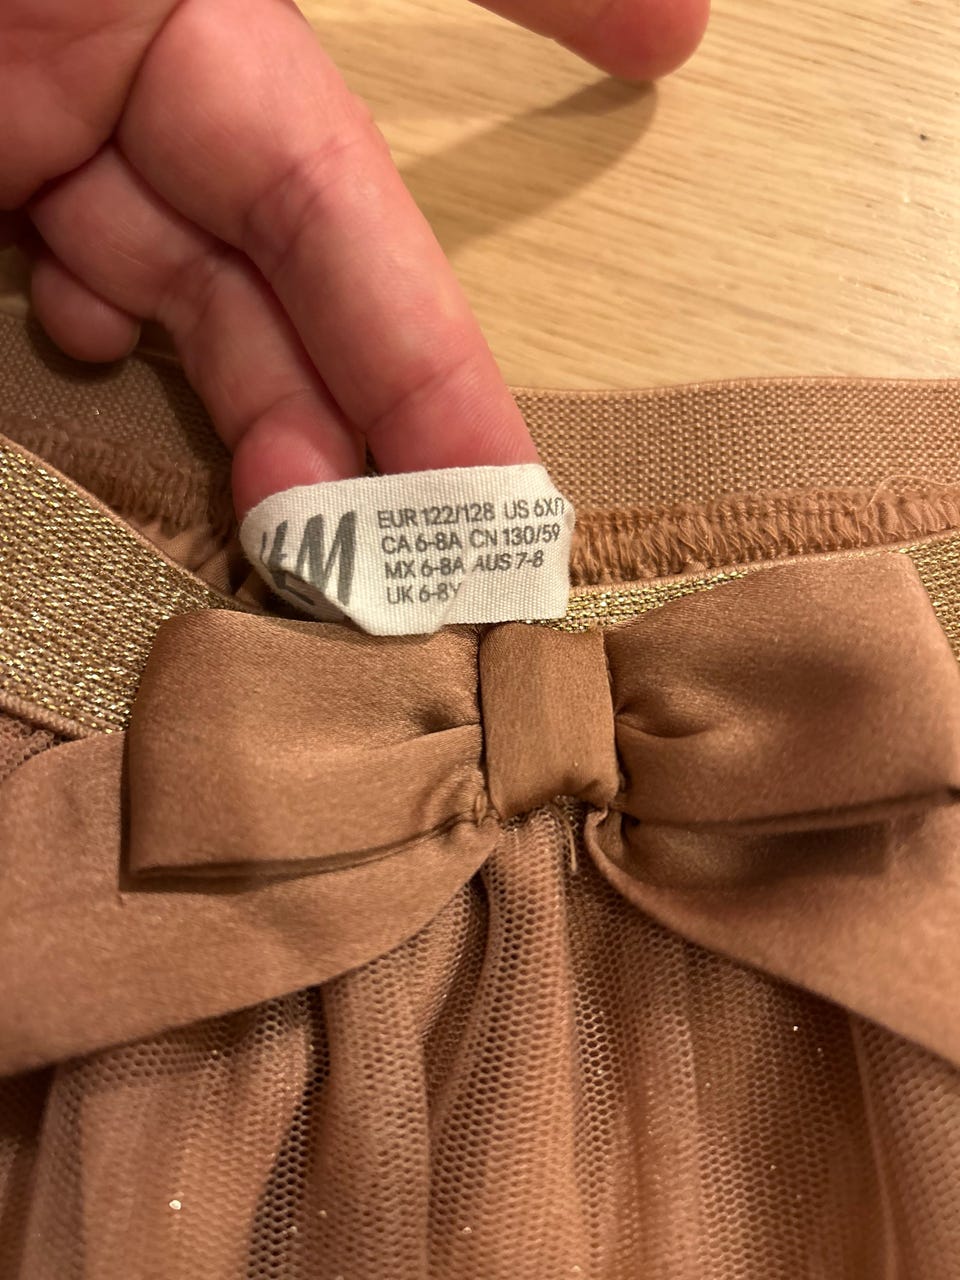 H&M
EUR 122/128 US 6X/7
CA 6-8A CN 130/59
MX 6-8A AUS 7-8
UK 6-8Y